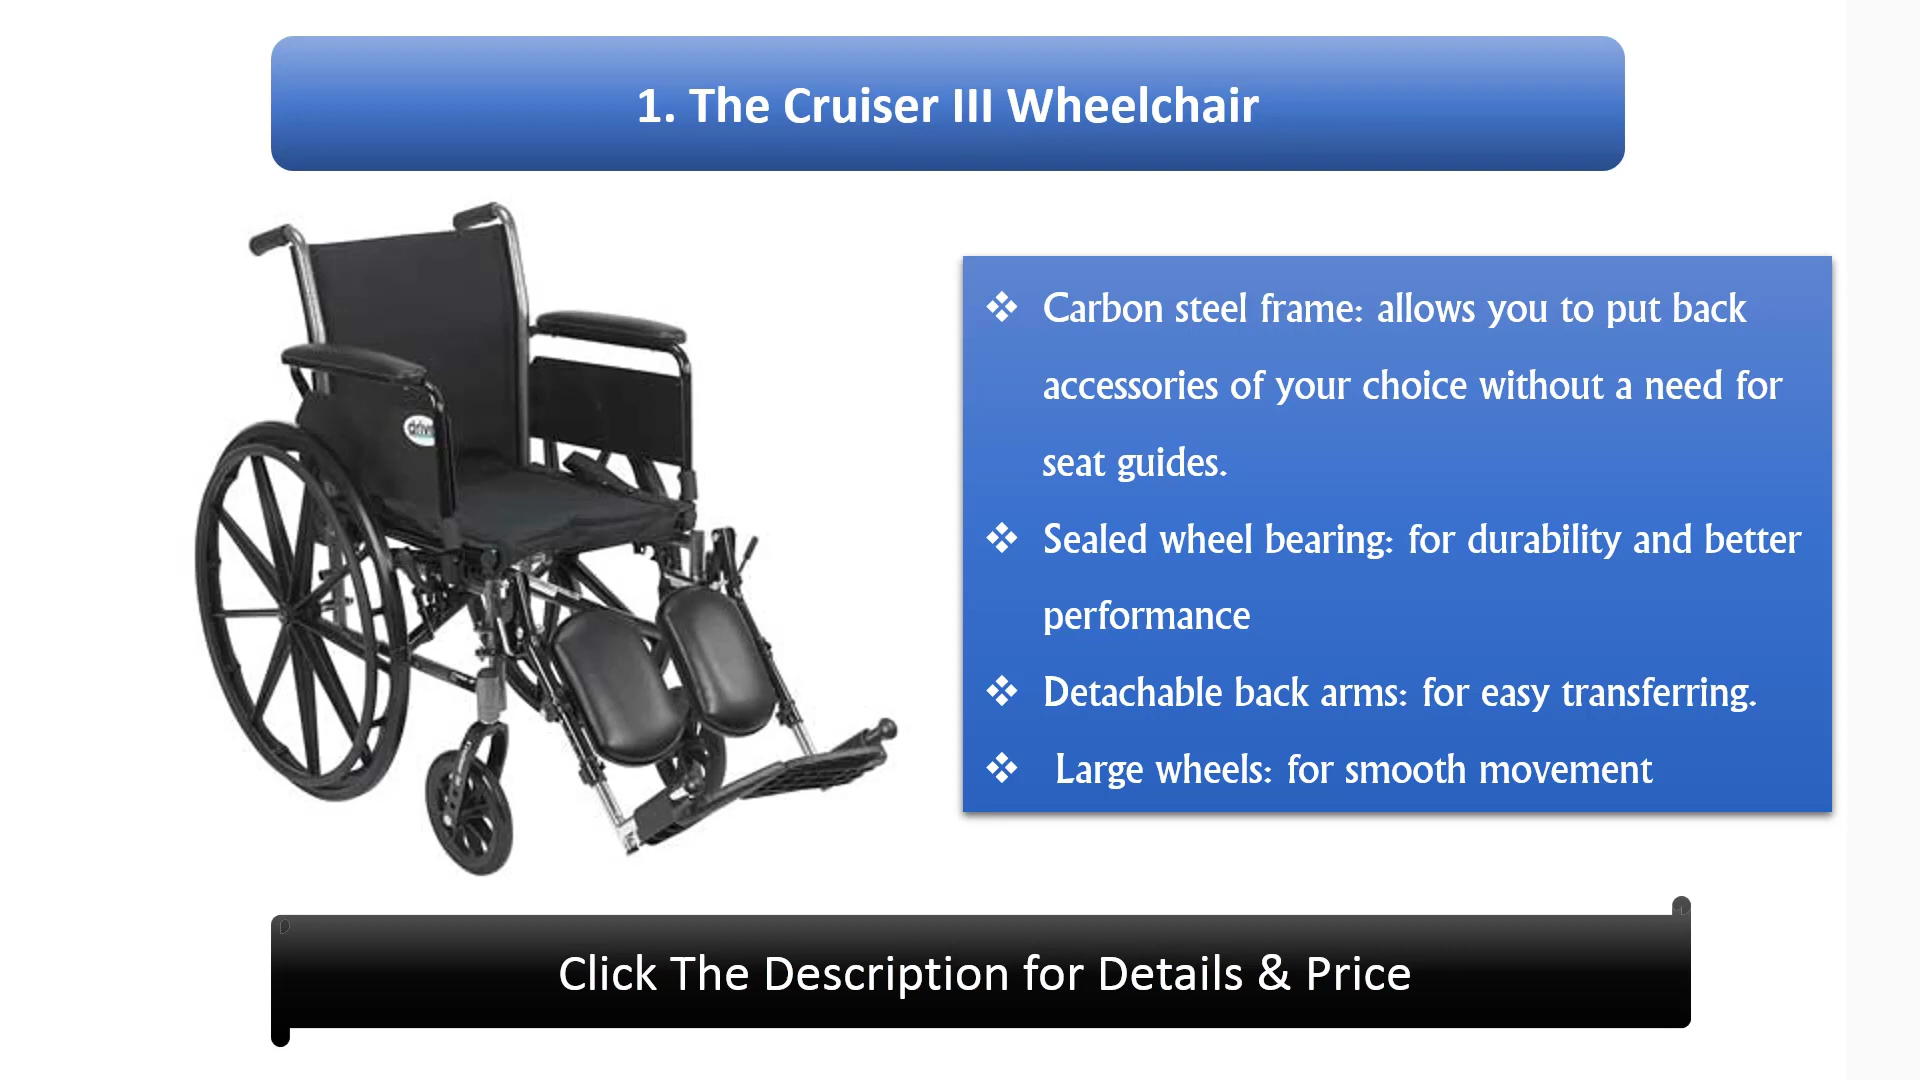 1. The Cruiser III Wheelchair
❖ Carbon steel frame: allows you to put back
accessories of your choice without a need for
seat guides.
❖ Sealed wheel bearing: for durability and better
performance
❖ Detachable back arms: for easy transferring.
❖ Large wheels: for smooth movement
drive
Click The Description for Details & Price